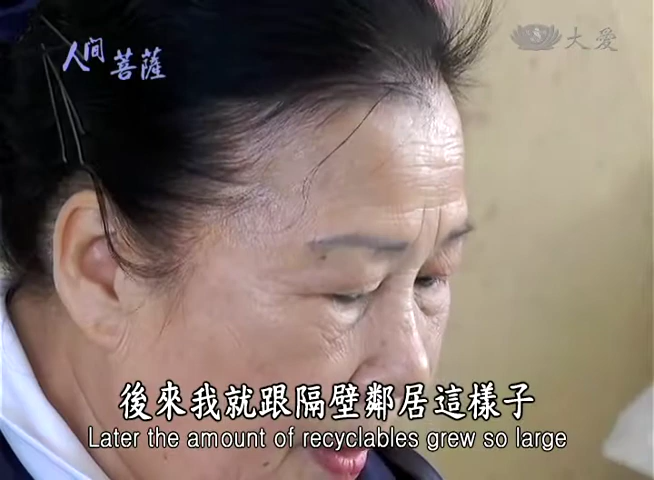 人间菩薩
大愛
後來我就跟隔壁鄰居這樣子
Later the amount of recyclables grew so large